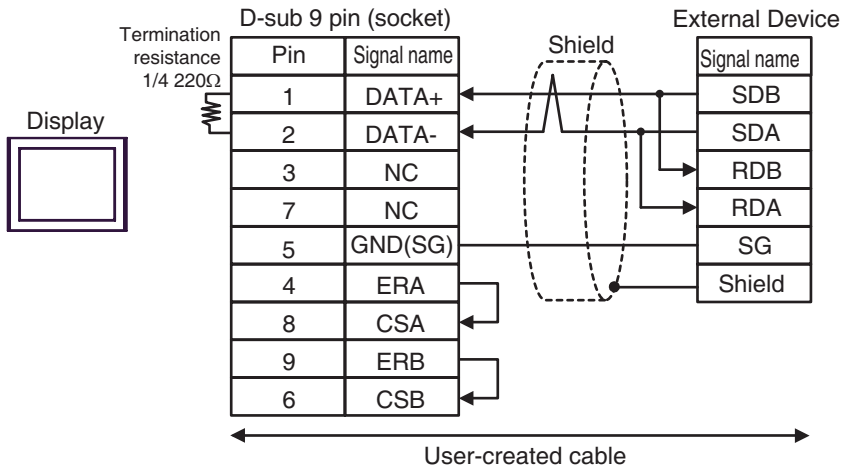 D-sub 9 pin (socket)
External Device
Termination
resistance
1/4 220Ω
Shield
Display
Pin Signal name
1 DATA+
2 DATA-
3 NC
7 NC
5 GND(SG)
4 ERA
8 CSA
9 ERB
6 CSB
Signal name
SDB
SDA
RDB
RDA
SG
Shield
User-created cable